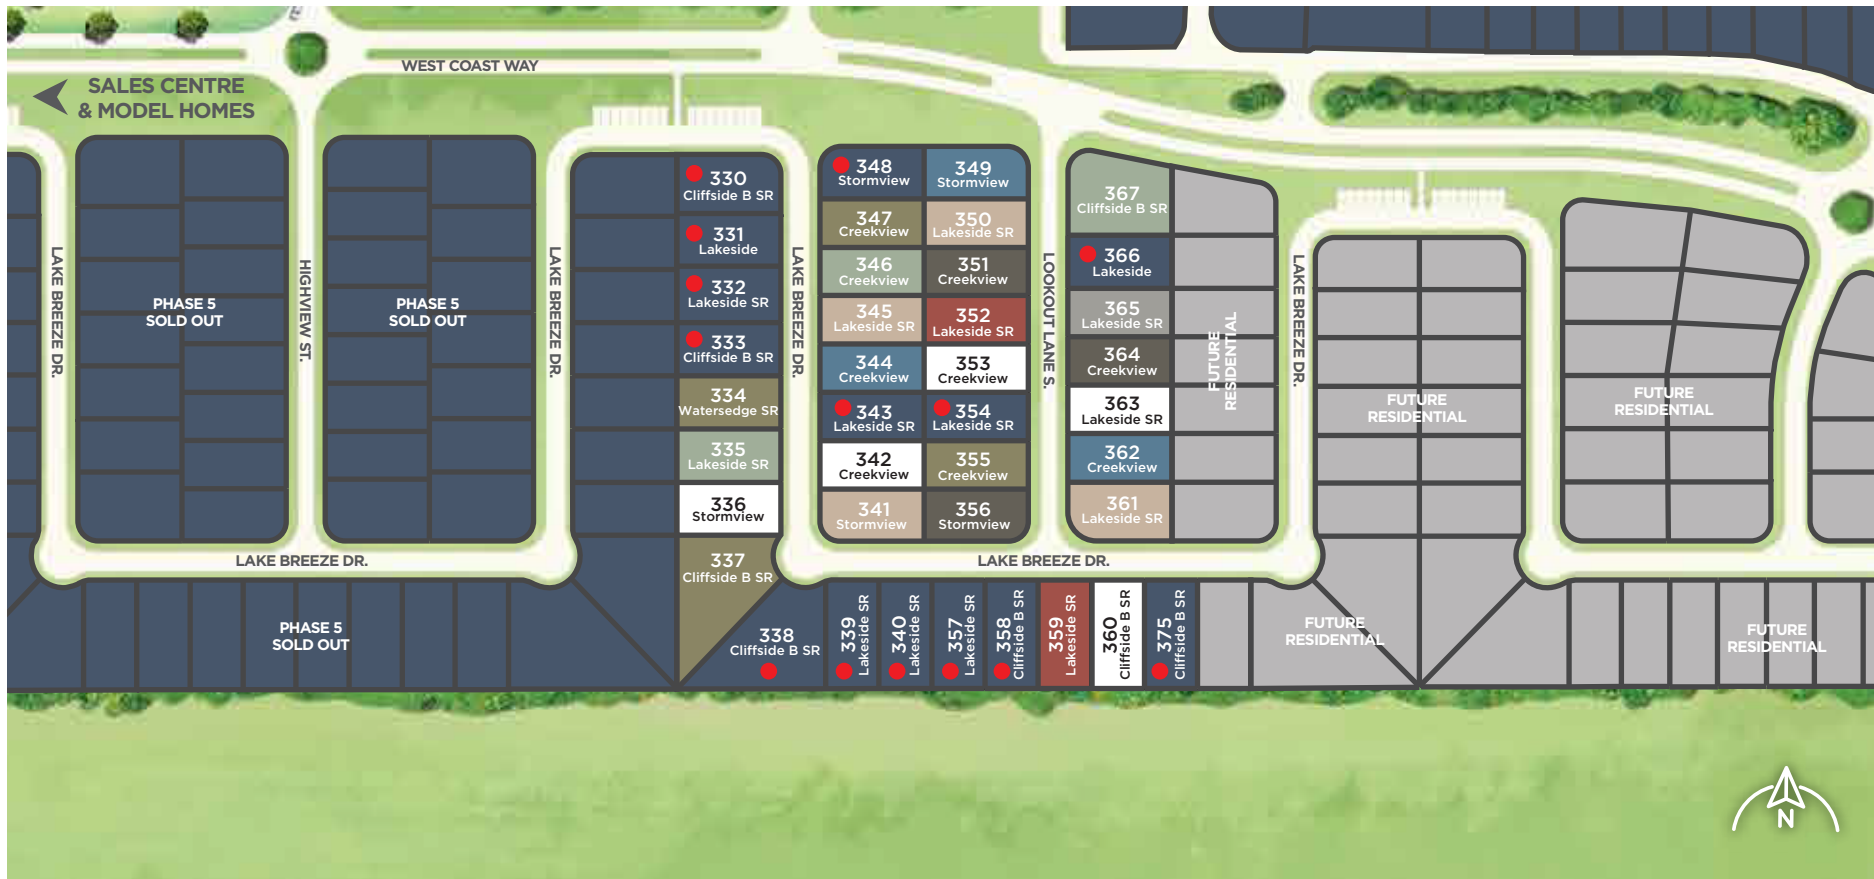 WEST COAST WAY
SALES CENTRE
& MODEL HOMES
LAKE BREEZE DR.
PHASE 5
SOLD OUT
HIGHVIEW ST.
PHASE 5
SOLD OUT
LAKE BREEZE DR.
330
Cliffside B SR
331
Lakeside
332
Lakeside SR
333
Cliffside B SR
334
Watersedge SR
335
Lakeside SR
336
Stormview
337
Cliffside B SR
LAKE BREEZE DR.
348
Stormview
349
Stormview
347
Creekview
350
Lakeside SR
346
Creekview
351
Creekview
345
Lakeside SR
352
Lakeside SR
344
Creekview
353
Creekview
343
Lakeside SR
354
Lakeside SR
342
Creekview
355
Creekview
341
Stormview
356
Stormview
LOOKOUT LANE S.
367
Cliffside B SR
366
Lakeside
365
Lakeside SR
364
Creekview
363
Lakeside SR
362
Creekview
361
Lakeside SR
FUTURE
RESIDENTIAL
LAKE BREEZE DR.
FUTURE
RESIDENTIAL
FUTURE
RESIDENTIAL
LAKE BREEZE DR.
LAKE BREEZE DR.
PHASE 5
SOLD OUT
338
Cliffside B SR
339
Lakeside SR
340
Lakeside SR
357
Lakeside SR
358
Cliffside B SR
359
Lakeside SR
360
Cliffside B SR
375
Cliffside B SR
FUTURE
RESIDENTIAL
FUTURE
RESIDENTIAL
N